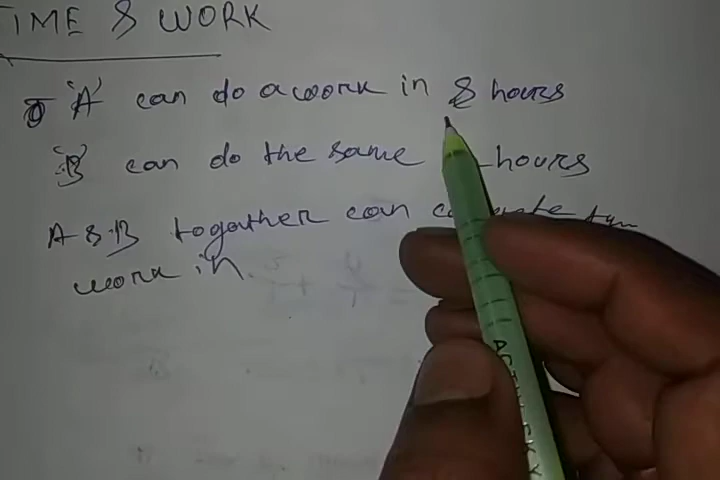 TIME & WORK
'A' can do a work in 8 hours
'B' can do the same hours
A & B together can
work in